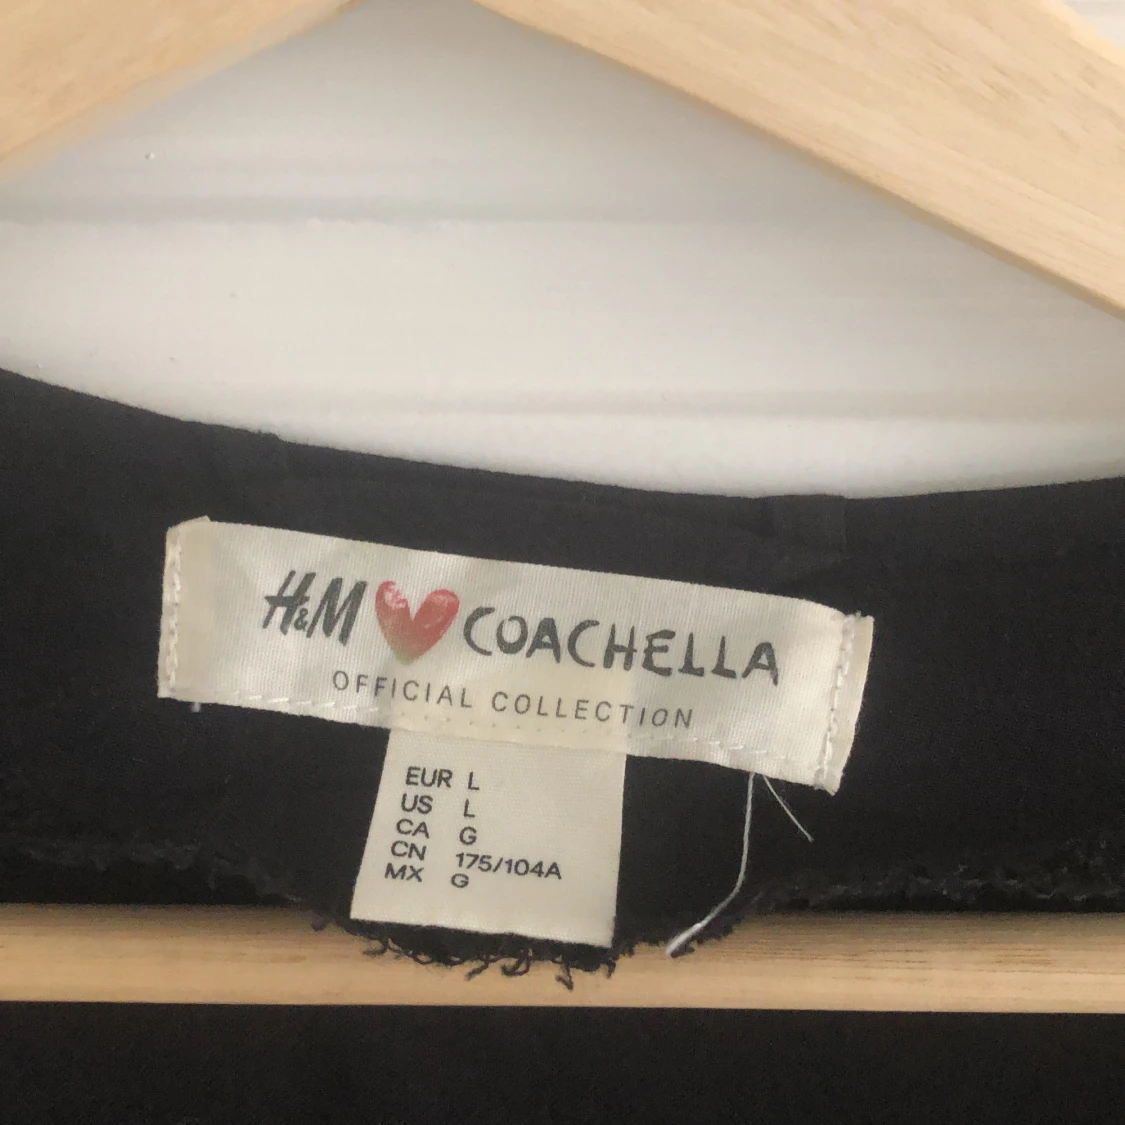 H&M COACHELLA
OFFICIAL COLLECTION
EUR L
US L
CA G
CN 175/104A
MX G